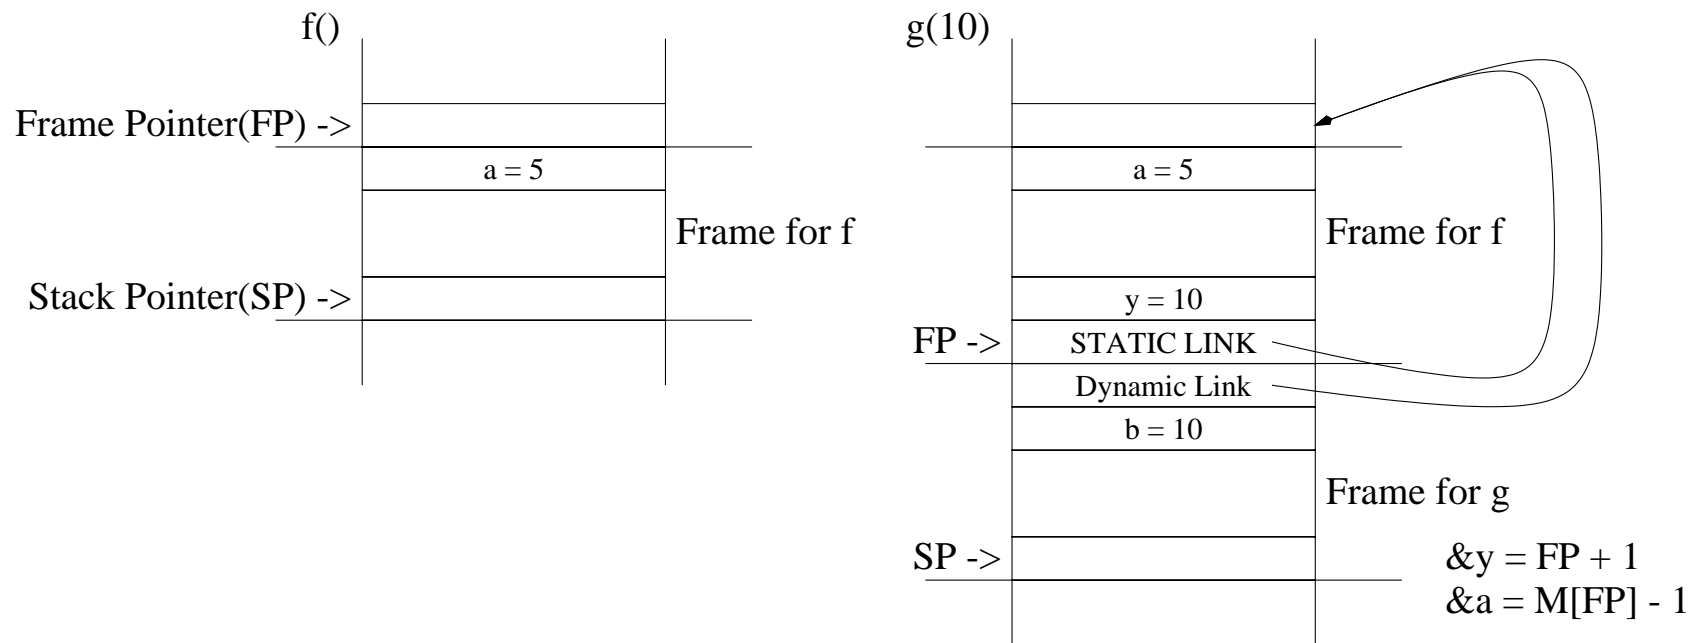 f()
Frame Pointer(FP) ->
a = 5
Frame for f
Stack Pointer(SP) ->
g(10)
a = 5
Frame for f
y = 10
FP ->
STATIC LINK
Dynamic Link
b = 10
Frame for g
SP ->
&y = FP + 1
&a = M[FP] - 1